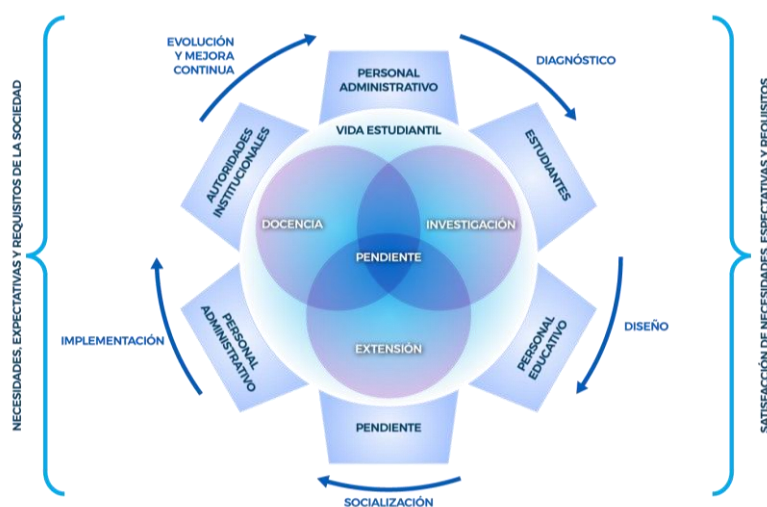 EVOLUCIÓN
Y MEJORA
CONTINUA
DIAGNÓSTICO
PERSONAL
ADMINISTRATIVO
VIDA ESTUDIANTIL
AUTORIDADES
INSTITUCIONALES
ESTUDIANTES
DOCENCIA
INVESTIGACIÓN
PENDIENTE
NECESIDADES, EXPECTATIVAS Y REQUISITOS DE LA SOCIEDAD
SATISFACCIÓN DE NECESIDADES, ESPECTATIVAS Y REQUISITOS
IMPLEMENTACIÓN
DISEÑO
PERSONAL
ADMINISTRATIVO
EXTENSIÓN
PERSONAL
EDUCATIVO
PENDIENTE
SOCIALIZACIÓN